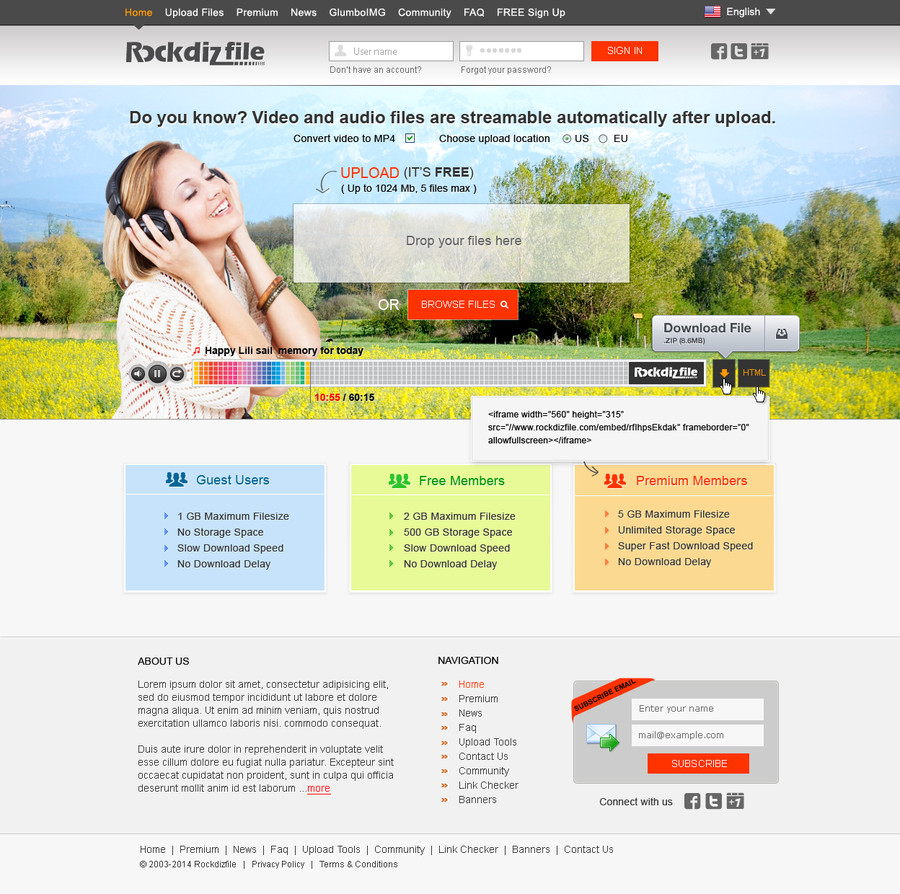 Home Upload Files Premium News GlumboIMG Community FAQ FREE Sign Up English
Rockdizfile
User name
SIGN IN
+7
Don't have an account? Forgot your password?
Do you know? Video and audio files are streamable automatically after upload.
Convert video to MP4 Choose upload location US EU
UPLOAD (IT'S FREE)
( Up to 1024 Mb, 5 files max )
Drop your files here
OR BROWSE FILES
Download File
.ZIP (6.6MB)
Happy Lili sail memory for today
Rockdizfile
HTML
10:55 / 60:15
<iframe width="560" height="315"
src="//www.rockdizfile.com/embed/rflhpsEkdak" frameborder="0"
allowfullscreen></iframe>
Guest Users
1 GB Maximum Filesize
No Storage Space
Slow Download Speed
No Download Delay
Free Members
2 GB Maximum Filesize
500 GB Storage Space
Slow Download Speed
No Download Delay
Premium Members
5 GB Maximum Filesize
Unlimited Storage Space
Super Fast Download Speed
No Download Delay
ABOUT US
Lorem ipsum dolor sit amet, consectetur adipisicing elit,
sed do eiusmod tempor incididunt ut labore et dolore
magna aliqua. Ut enim ad minim veniam, quis nostrud
exercitation ullamco laboris nisi. commodo consequat.
Duis aute irure dolor in reprehenderit in voluptate velit
esse cillum dolore eu fugiat nulla pariatur. Excepteur sint
occaecat cupidatat non proident, sunt in culpa qui officia
deserunt mollit anim id est laborum ...more
NAVIGATION
Home
Premium
News
Faq
Upload Tools
Contact Us
Community
Link Checker
Banners
SUBSCRIBE EMAIL
Enter your name
mail@example.com
SUBSCRIBE
Connect with us
+7
Home | Premium | News | Faq | Upload Tools | Community | Link Checker | Banners | Contact Us
© 2003-2014 Rockdizfile | Privacy Policy | Terms & Conditions